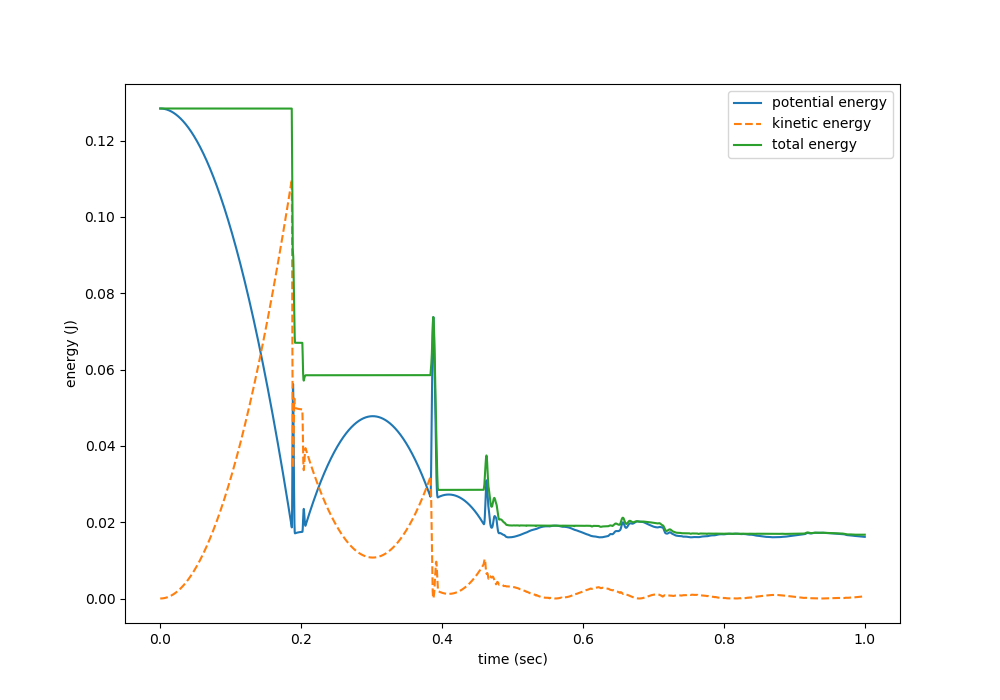 potential energy
kinetic energy
total energy
0.12
0.10
0.08
0.06
0.04
0.02
0.00
energy (J)
0.0 0.2 0.4 0.6 0.8 1.0
time (sec)